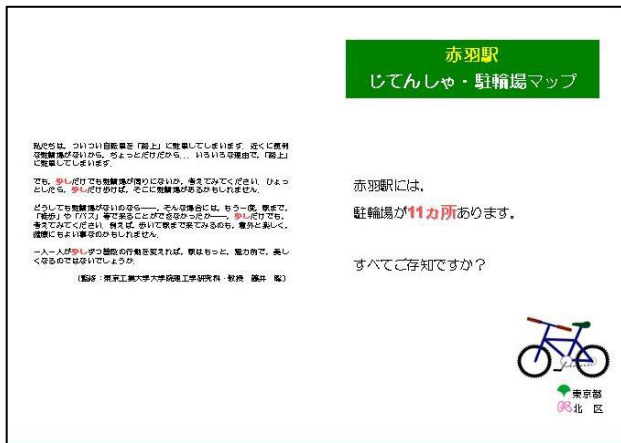 赤羽駅
じてんしゃ・駐輪場マップ
私たちは、ついつい自転車を「路上」に駐車してしまいます。近くに便利
な駐輪場がないから、ちょっとだけだから... いろいろな理由で、「路上」
に駐車してしまいます。
でも、少しだけでも駐輪場が周りにないか、考えてみてください。ひょっ
としたら、少しだけ歩けば、そこに駐輪場があるかもしれません。
どうしても駐輪場がないのなら――、そんな場合には、もう一度、駅まで、
「徒歩」や「バス」等で来ることができなかったか――、少しだけでも、
考えてみてください。例えば、歩いて駅まで来てみるのも、意外と楽しく、
健康にもよい事なのかもしれません。
一人一人が少しずつ普段の行動を変えれば、駅はもっと、魅力的で、美し
くなるのではないでしょうか。
(監修:東京工業大学大学院理工学研究科・教授 藤井 聡)
赤羽駅には、
駐輪場が11カ所あります。
すべてご存知ですか?
東京都
北 区